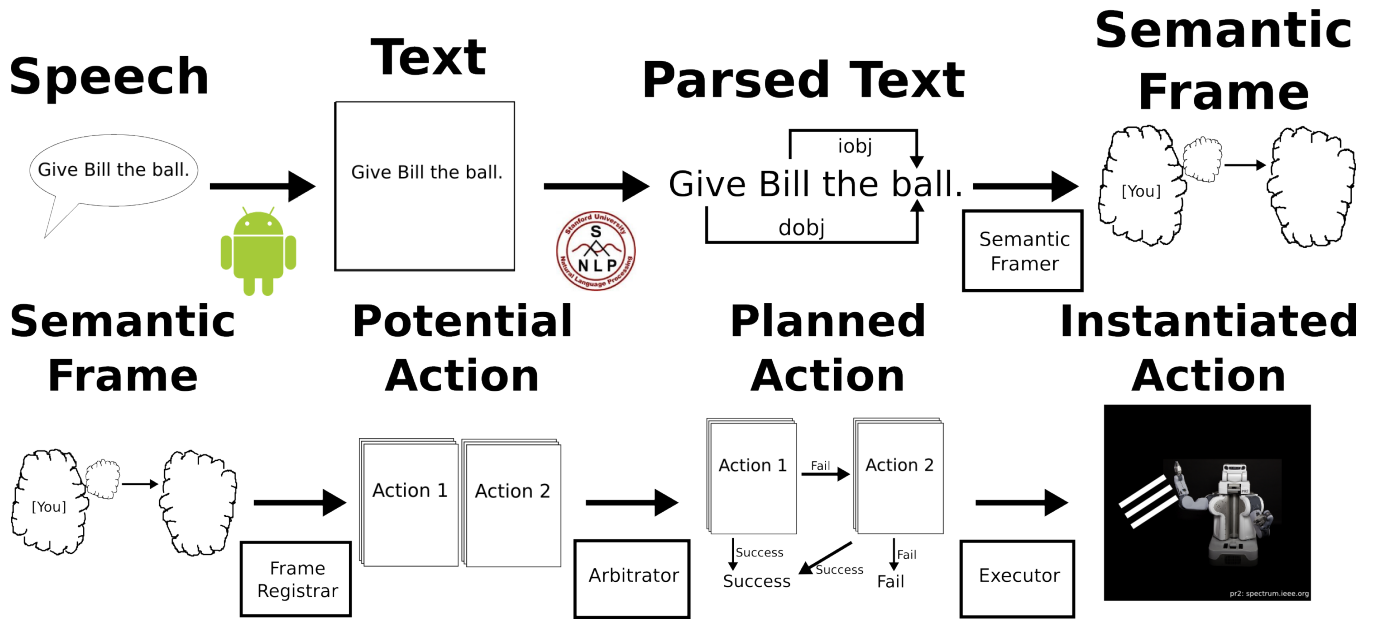 Speech
Text
Parsed Text
Semantic
Frame
Give Bill the ball.
Give Bill the ball.
iobj
Give Bill the ball.
dobj
[You]
Stanford University
S
NLP
Natural Language Processing
Semantic
Framer
Semantic
Frame
Potential
Action
Planned
Action
Instantiated
Action
[You]
Frame
Registrar
Action 1
Action 2
Arbitrator
Action 1
Fail
Action 2
Success
Success
Success
Fail
Fail
Executor
pr2: spectrum.ieee.org